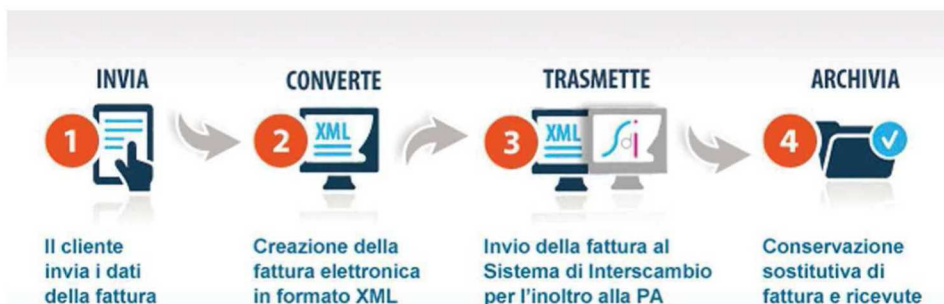 INVIA
CONVERTE
TRASMETTE
ARCHIVIA
1
2
XML
3
XML
Sdi
4
Il cliente
invia i dati
della fattura
Creazione della
fattura elettronica
in formato XML
Invio della fattura al
Sistema di Interscambio
per l'inoltro alla PA
Conservazione
sostitutiva di
fattura e ricevute